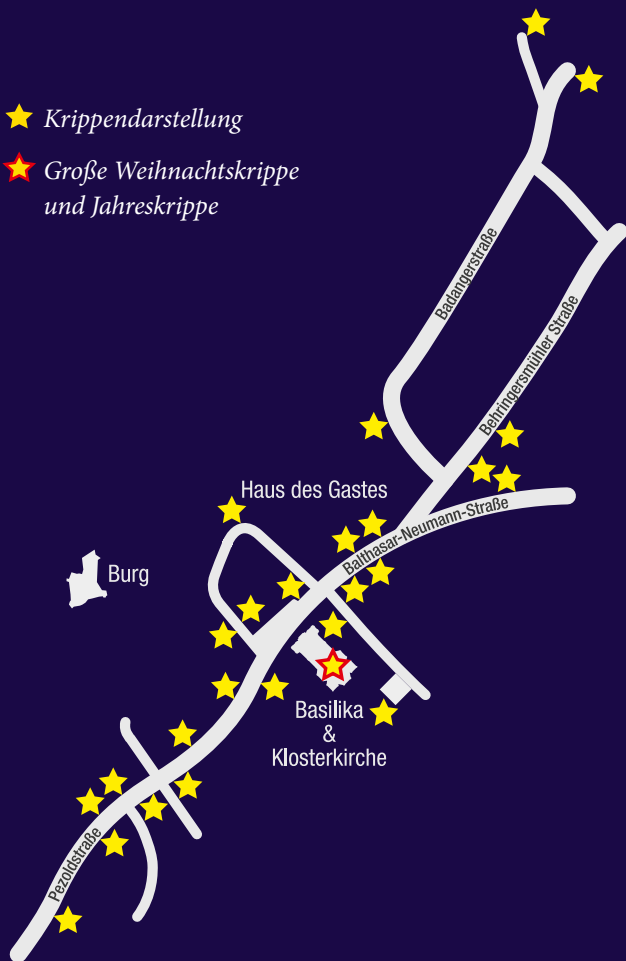 Krippendarstellung
Große Weihnachtskrippe
und Jahreskrippe
Badangerstraße
Behringersmühler Straße
Haus des Gastes
Balthasar-Neumann-Straße
Burg
Basilika
&
Klosterkirche
Pezoldstraße